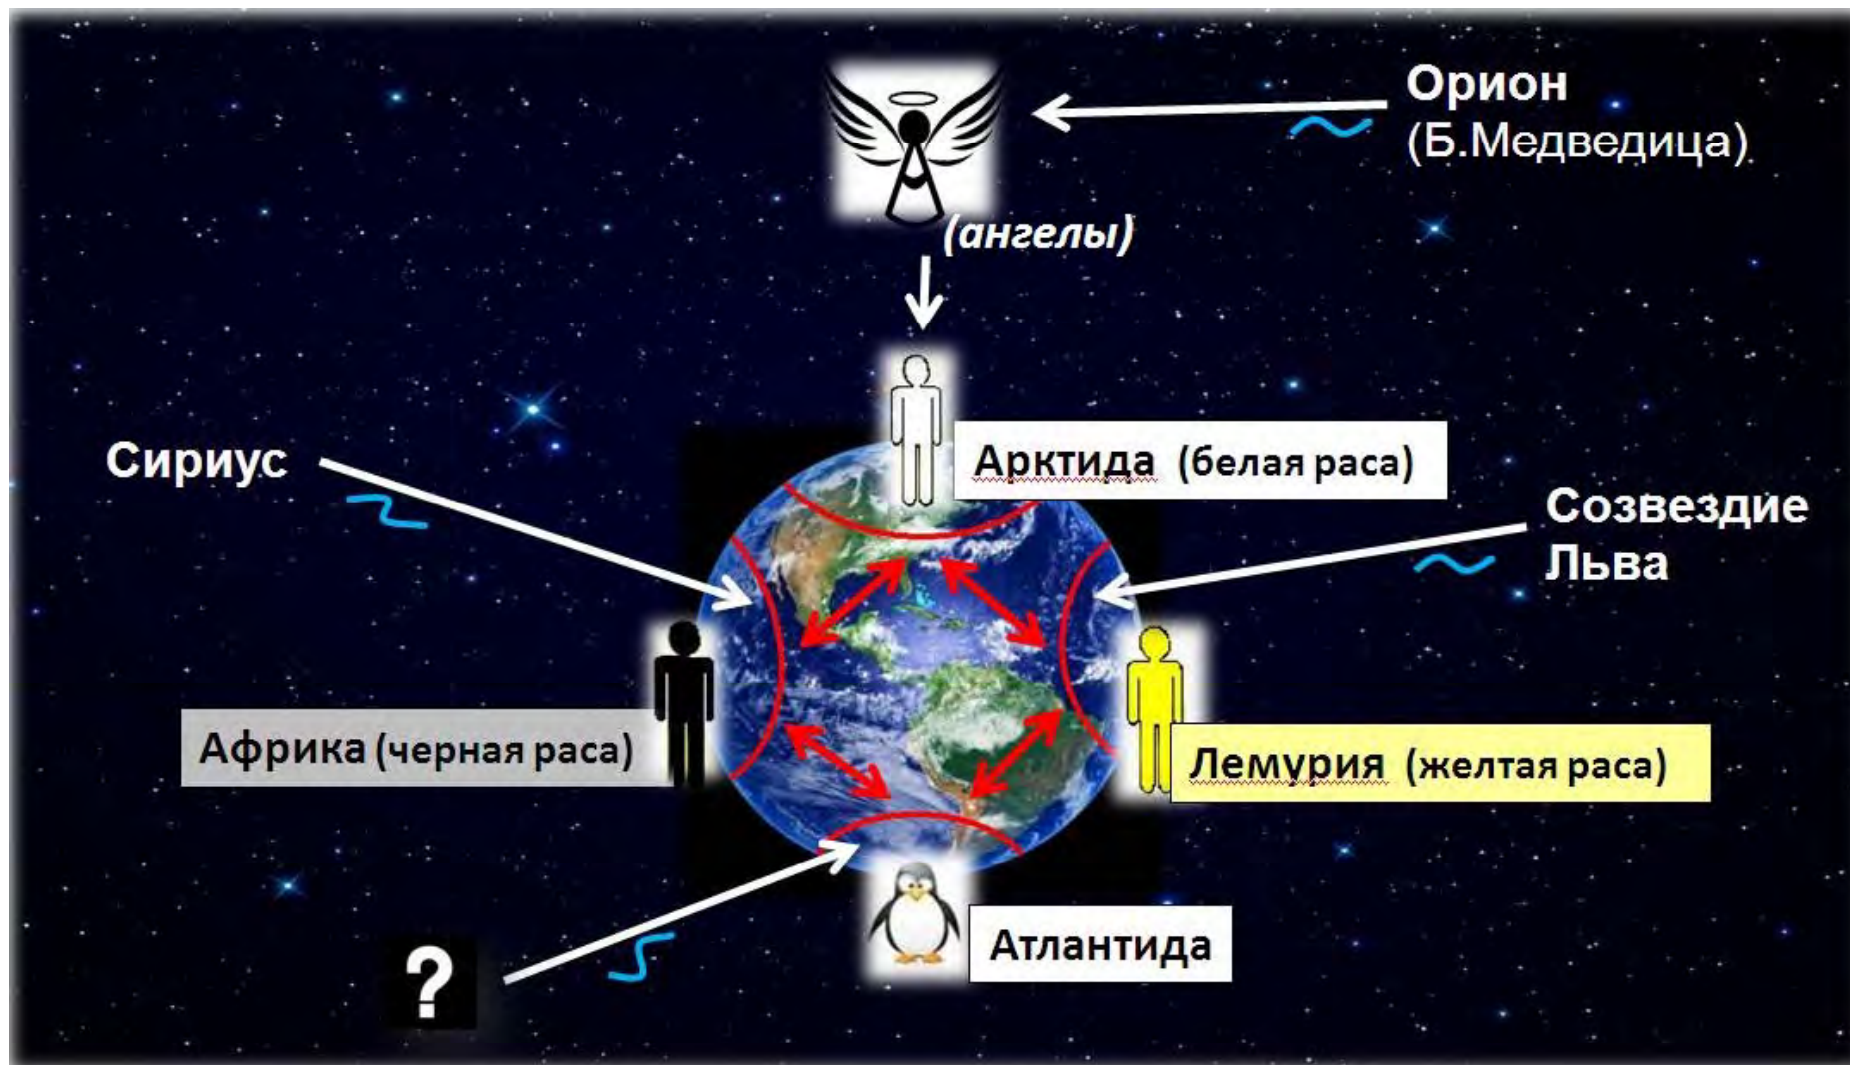 Орион
(Б.Медведица)
(ангелы)
Арктида (белая раса)
Сириус
Созвездие
Льва
Африка (черная раса)
Лемурия (желтая раса)
Атлантида
?